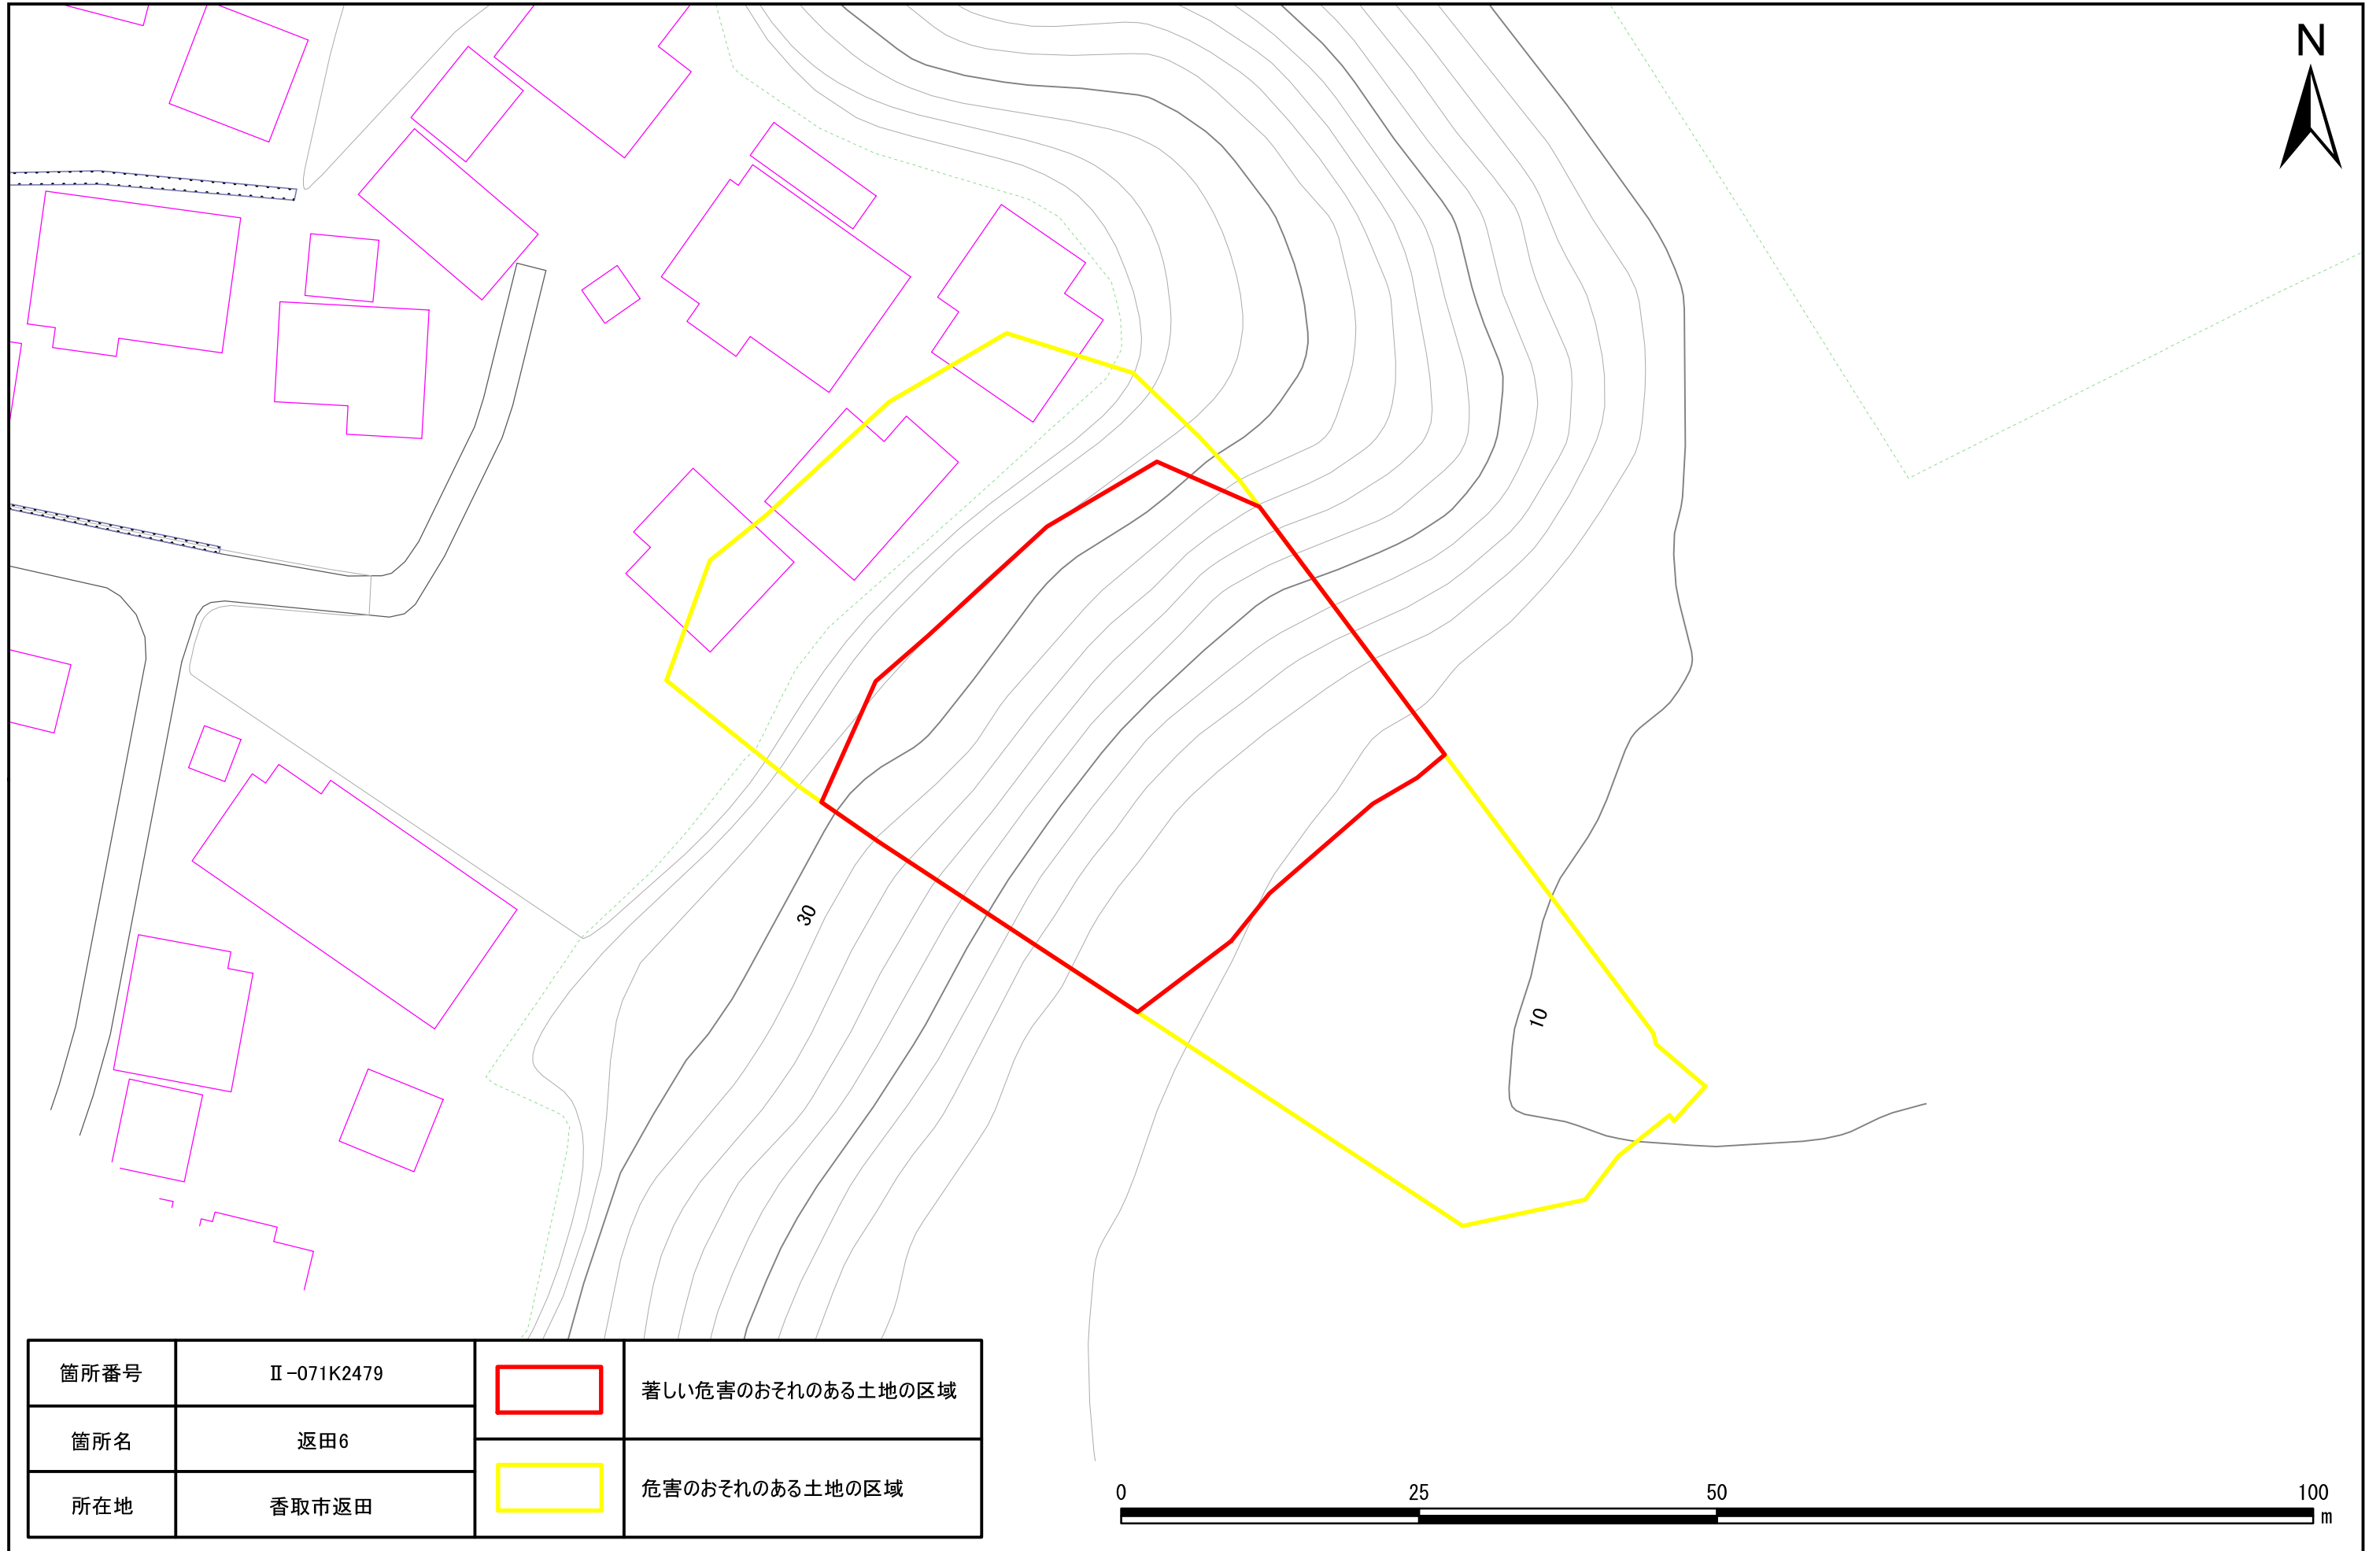 N
30
10
箇所番号 Ⅱ-071K2479
箇所名 返田6
所在地 香取市返田
著しい危害のおそれのある土地の区域
危害のおそれのある土地の区域
0 25 50 100
m